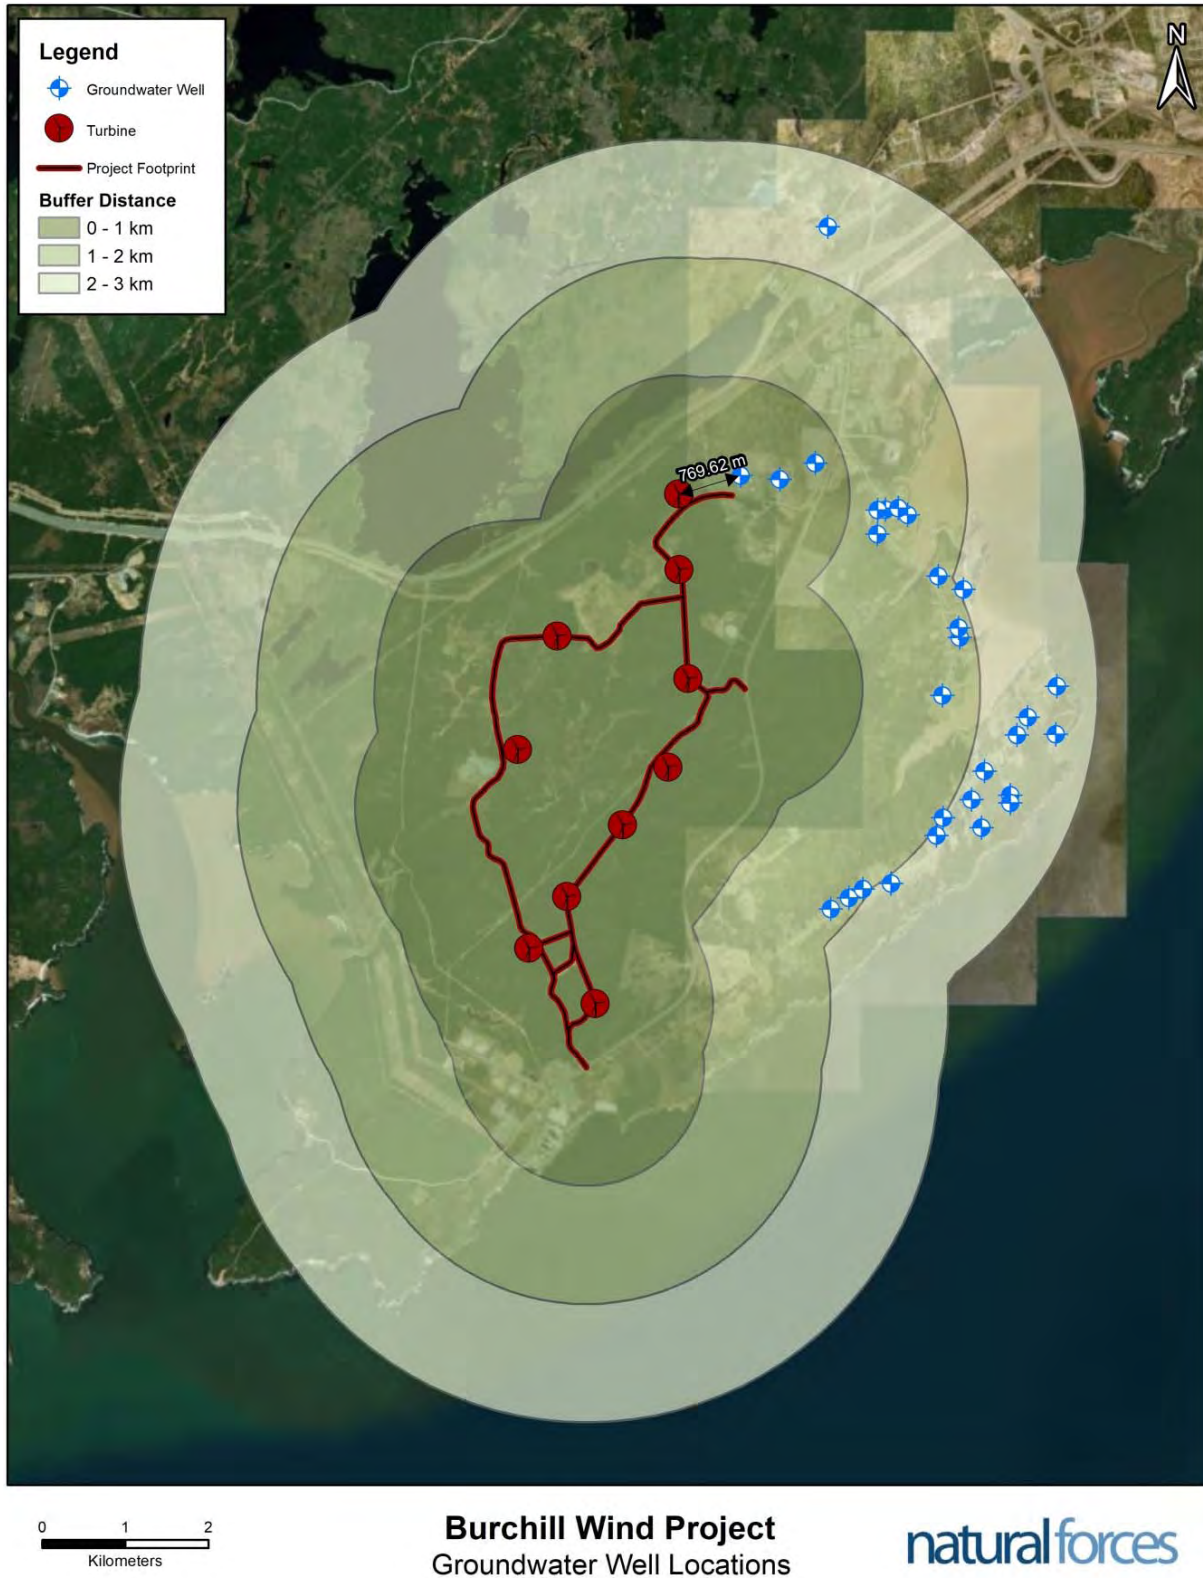 Legend
Groundwater Well
Turbine
Project Footprint
Buffer Distance
0 - 1 km
1 - 2 km
2 - 3 km
N
769.62 m
0 1 2
Kilometers
Burchill Wind Project
Groundwater Well Locations
naturalforces